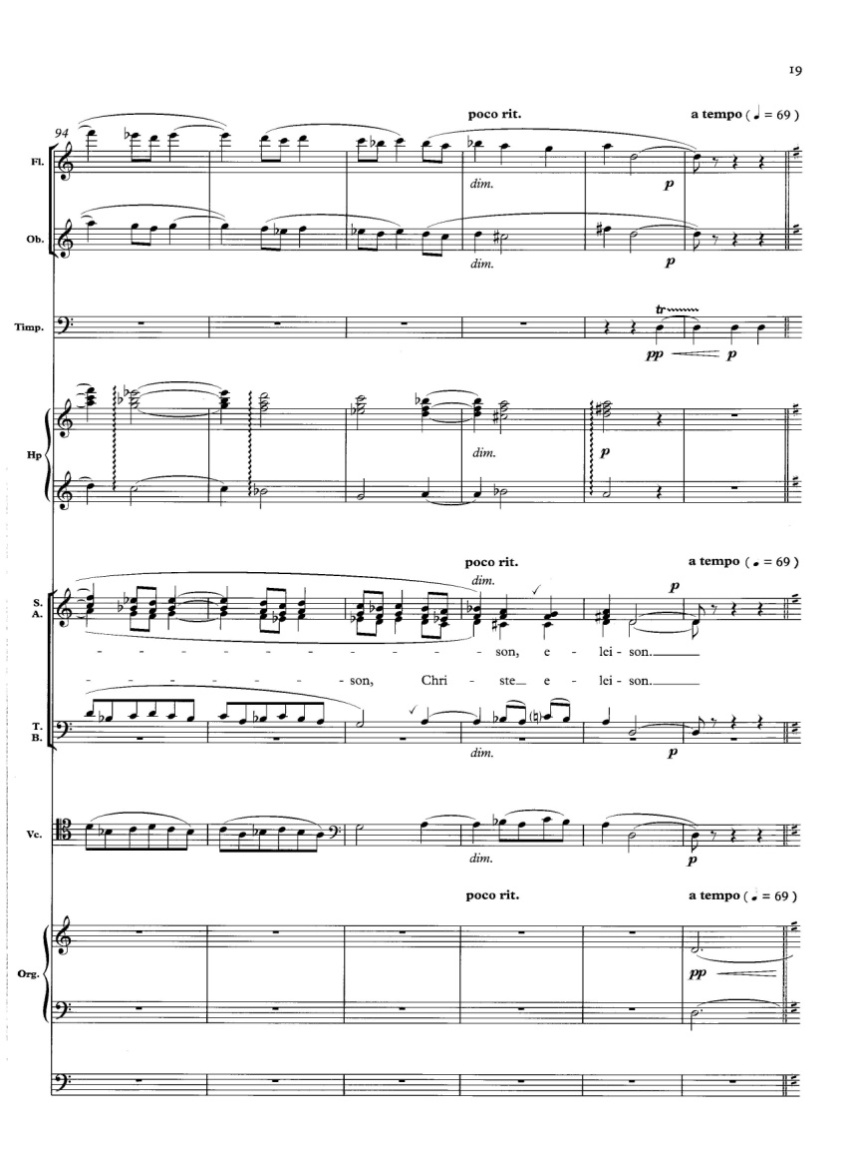 19
poco rit. a tempo (♩ = 69)
94
Fl.
dim. p
Ob.
dim. p
Timp.
tr
pp p
Hp
dim. p
poco rit. a tempo (♩ = 69)
dim. p
S.
A.
- - - - - - - - - son, e - lei - son.
- - - - - - son, Chri - ste e - lei - son.
T.
B.
dim. p
Vc.
dim. p
poco rit. a tempo (♩ = 69)
Org.
pp